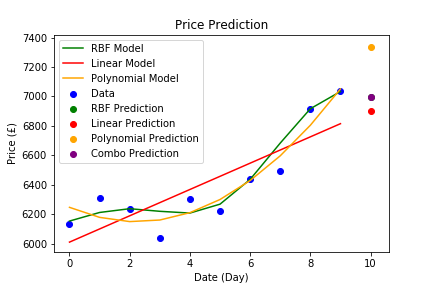 Price Prediction
7400
7200
7000
6800
6600
6400
6200
6000
Price (£)
RBF Model
Linear Model
Polynomial Model
Data
RBF Prediction
Linear Prediction
Polynomial Prediction
Combo Prediction
0 2 4 6 8 10
Date (Day)